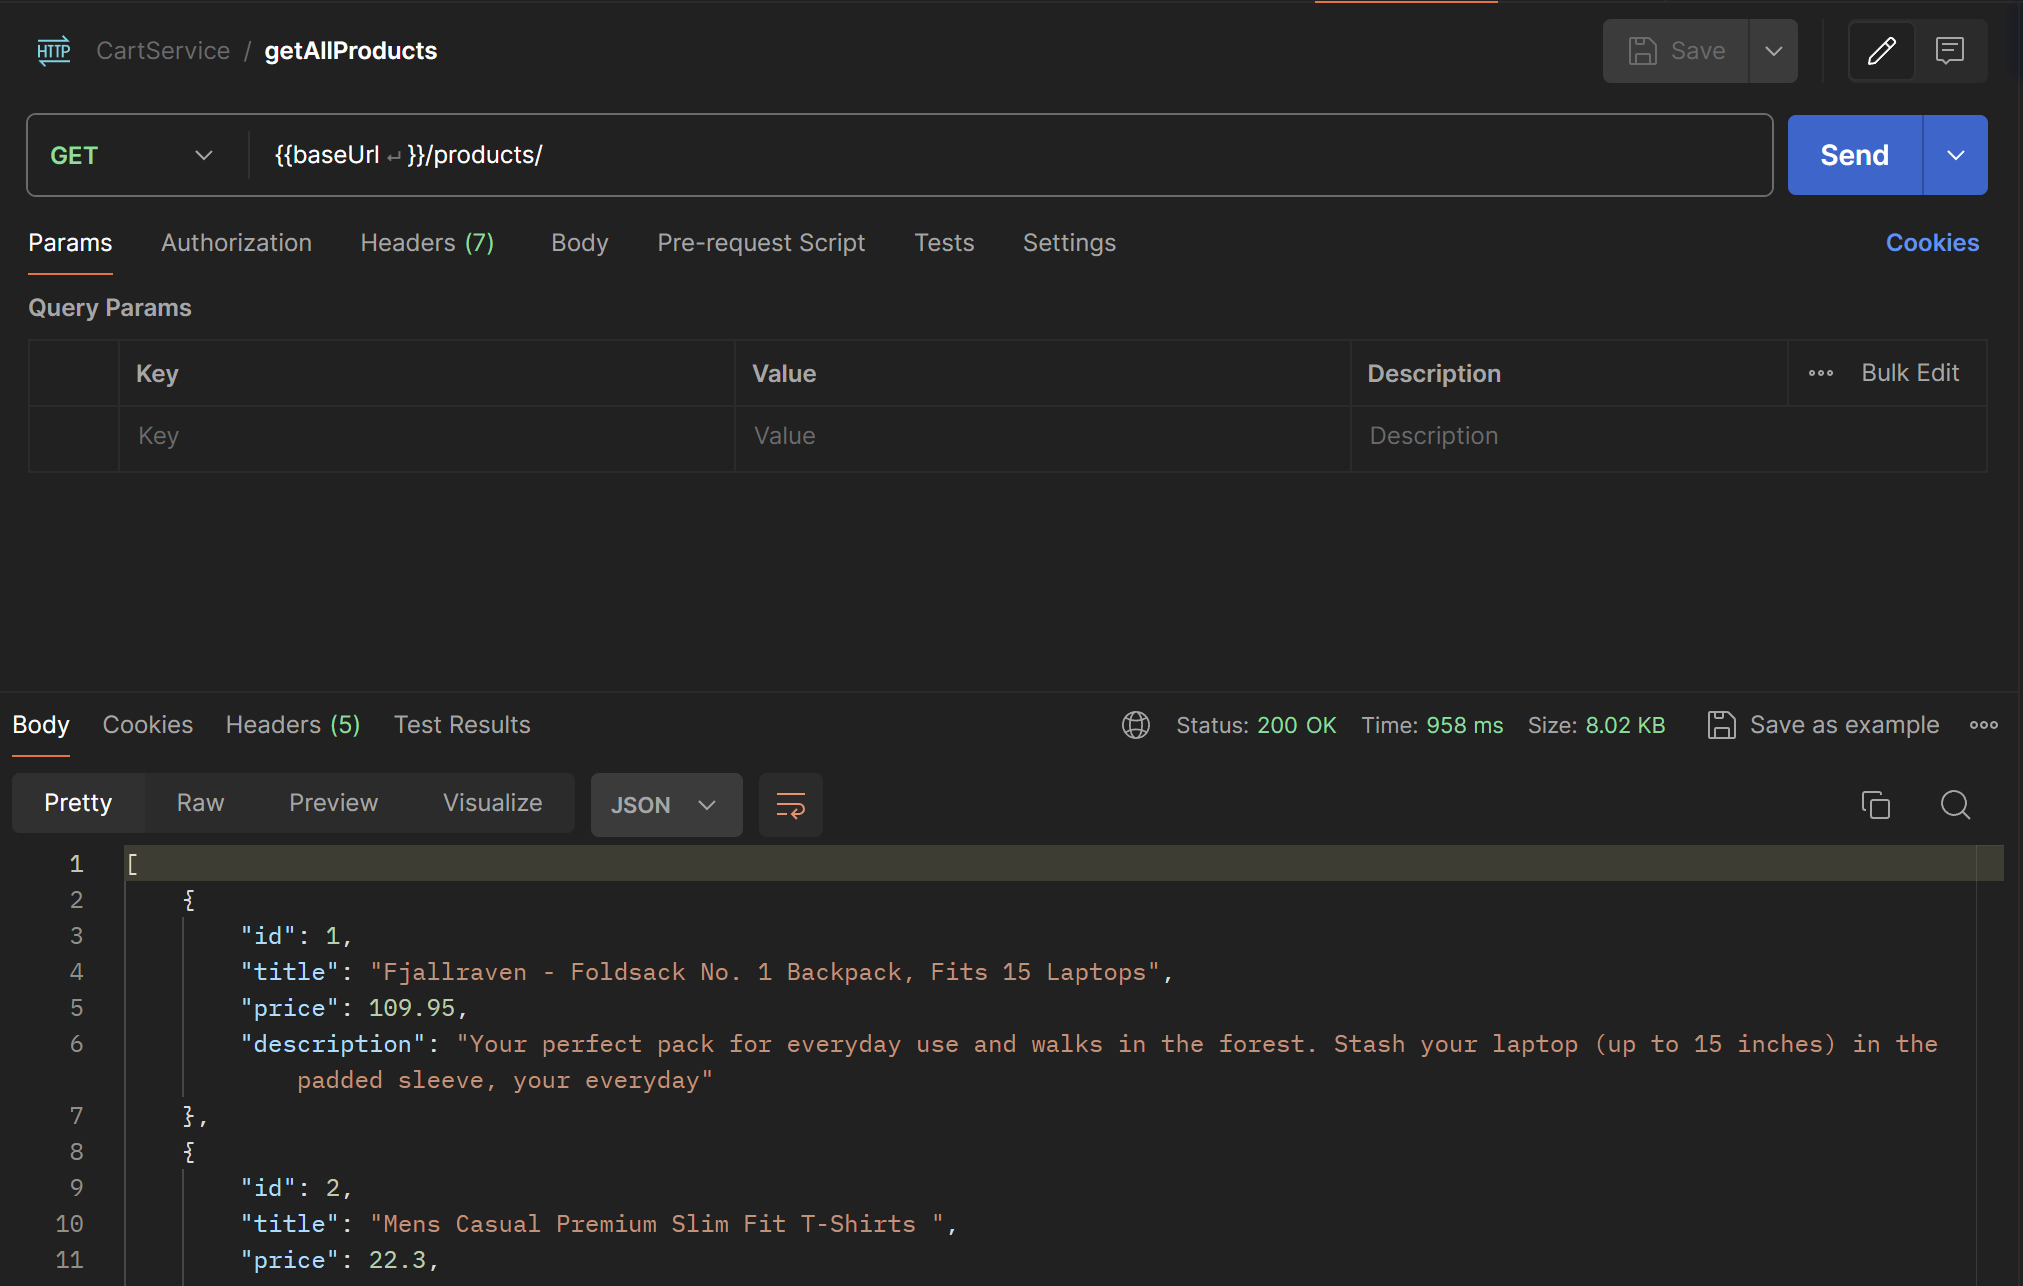 HTTP CartService / getAllProducts Save
GET {{baseUrl ↵ }}/products/ Send
Params Authorization Headers (7) Body Pre-request Script Tests Settings Cookies
Query Params
Key Value Description ooo Bulk Edit
Key Value Description
Body Cookies Headers (5) Test Results Status: 200 OK Time: 958 ms Size: 8.02 KB Save as example ooo
Pretty Raw Preview Visualize JSON
1 [
2 {
3 "id": 1,
4 "title": "Fjallraven - Foldsack No. 1 Backpack, Fits 15 Laptops",
5 "price": 109.95,
6 "description": "Your perfect pack for everyday use and walks in the forest. Stash your laptop (up to 15 inches) in the
padded sleeve, your everyday"
7 },
8 {
9 "id": 2,
10 "title": "Mens Casual Premium Slim Fit T-Shirts ",
11 "price": 22.3,